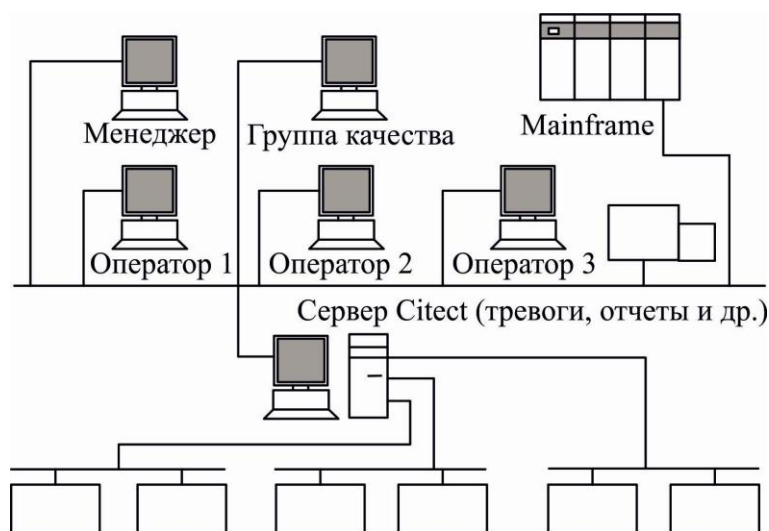 Менеджер
Группа качества
Mainframe
Оператор 1
Оператор 2
Оператор 3
Сервер Citect (тревоги, отчеты и др.)